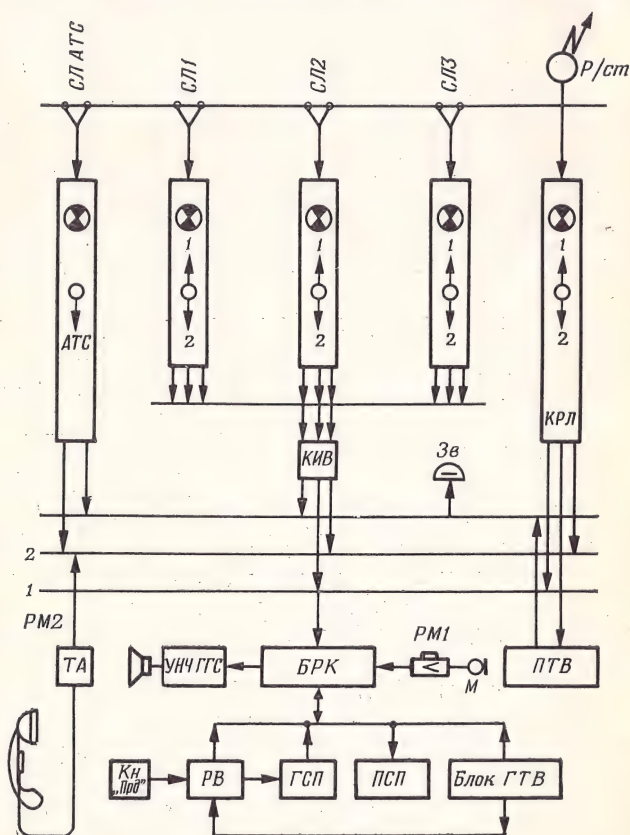 СЛ АТС СЛ1 СЛ2 СЛ3 Р/ст
1 1 1 1
АТС 2 2 2 2
КРЛ
КИВ Зв
2
1
РМ2 РМ1
ТА УНЧ ГГС БРК М ПТВ
Кн „Прд" РВ ГСП ПСП Блок ГТВ